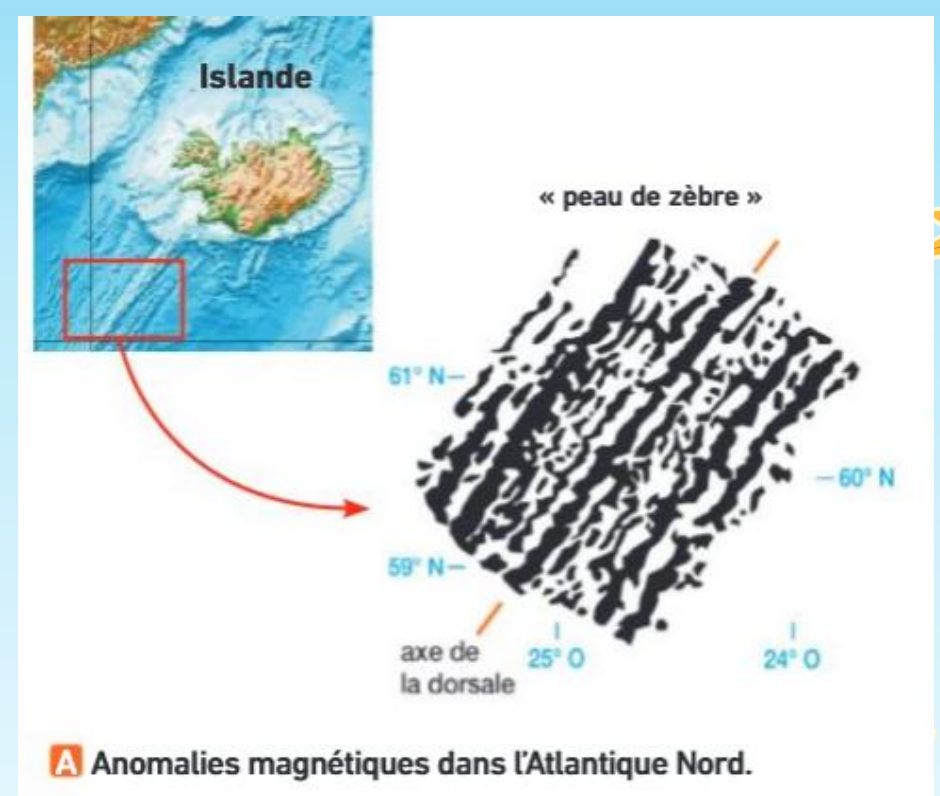 Islande
« peau de zèbre »
61° N
60° N
59° N
axe de
la dorsale
25° O
24° O
A Anomalies magnétiques dans l'Atlantique Nord.